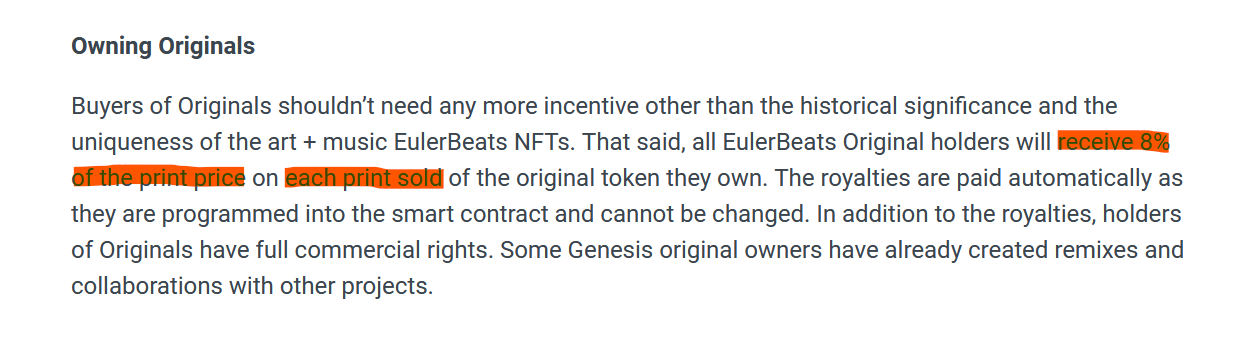 Owning Originals
Buyers of Originals shouldn’t need any more incentive other than the historical significance and the
uniqueness of the art + music EulerBeats NFTs. That said, all EulerBeats Original holders will receive 8%
of the print price on each print sold of the original token they own. The royalties are paid automatically as
they are programmed into the smart contract and cannot be changed. In addition to the royalties, holders
of Originals have full commercial rights. Some Genesis original owners have already created remixes and
collaborations with other projects.